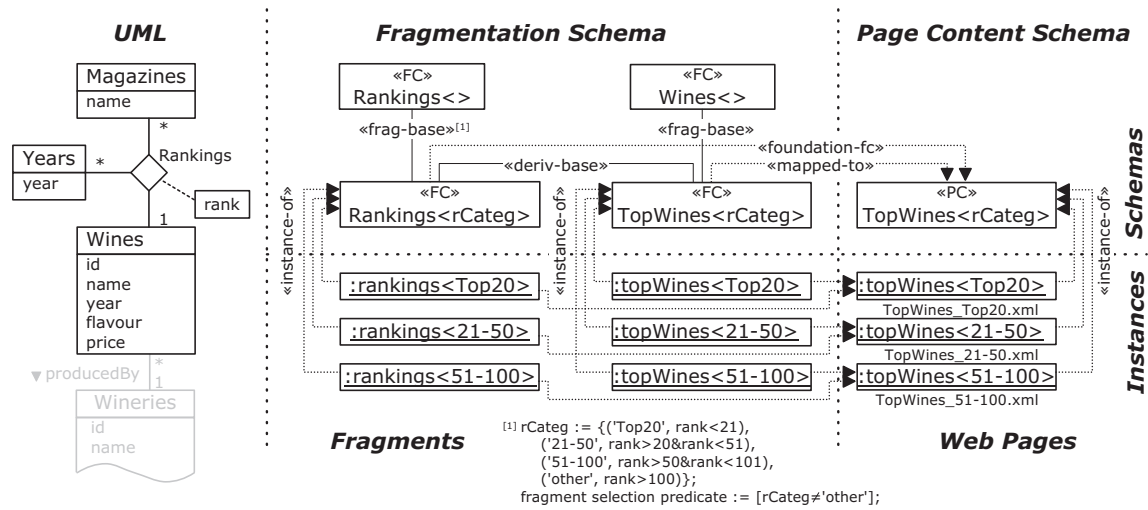 UML
Fragmentation Schema
Page Content Schema
Magazines
name
*
Years
year
*
Rankings
rank
1
Wines
id
name
year
flavour
price
*
▼ producedBy
1
Wineries
id
name
«FC»
Rankings<>
«FC»
Wines<>
«frag-base»[1]
«frag-base»
«foundation-fc»
«deriv-base»
«mapped-to»
«FC»
Rankings<rCateg>
«FC»
TopWines<rCateg>
«PC»
TopWines<rCateg>
«instance-of»
«instance-of»
«instance-of»
Schemas
Instances
:rankings<Top20>
:topWines<Top20>
:topWines<Top20>
TopWines_Top20.xml
:rankings<21-50>
:topWines<21-50>
:topWines<21-50>
TopWines_21-50.xml
:rankings<51-100>
:topWines<51-100>
:topWines<51-100>
TopWines_51-100.xml
Fragments
Web Pages
[1] rCateg := {('Top20', rank<21),
('21-50', rank>20&rank<51),
('51-100', rank>50&rank<101),
('other', rank>100)};
fragment selection predicate := [rCateg≠'other'];